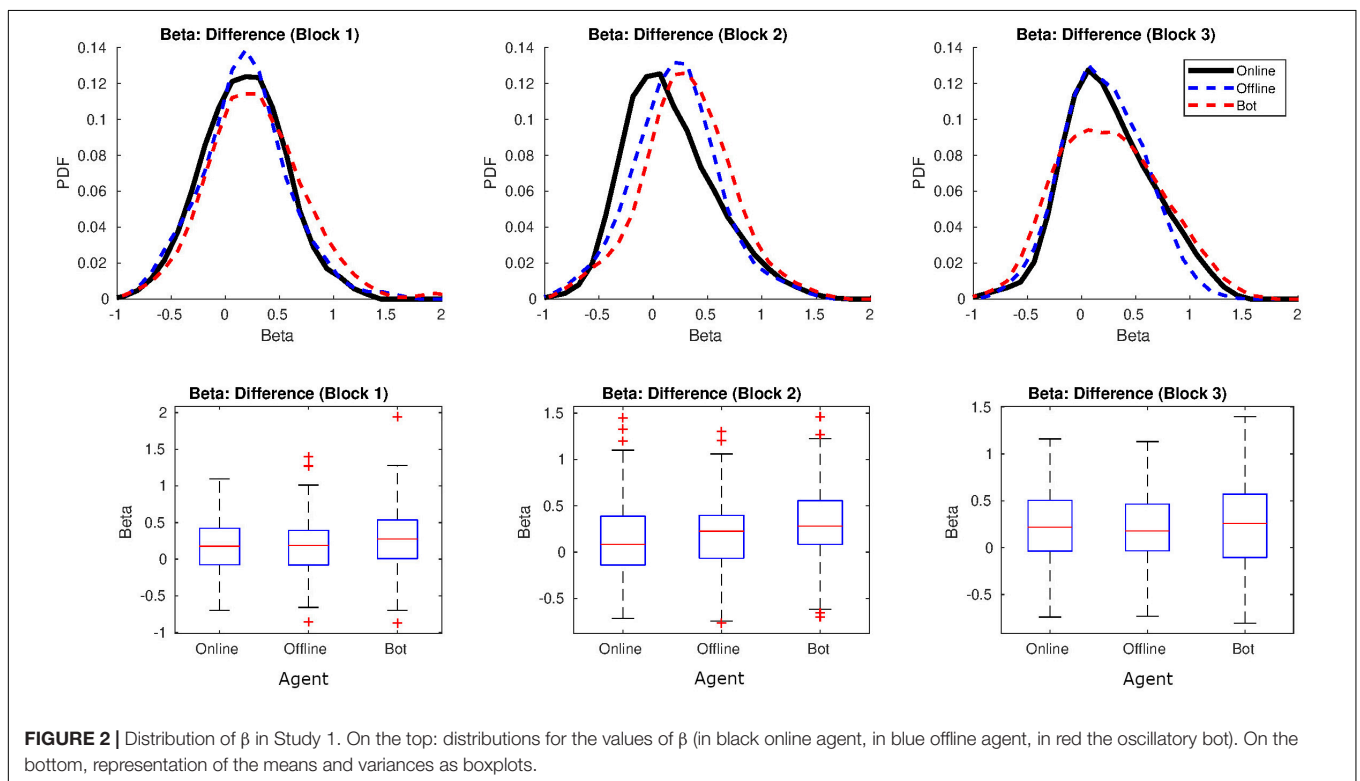 Beta: Difference (Block 1)
0.14
0.12
0.1
0.08
0.06
0.04
0.02
0
PDF
-1
-0.5
0
0.5
1
1.5
2
Beta
Beta: Difference (Block 2)
0.14
0.12
0.1
0.08
0.06
0.04
0.02
0
PDF
-1
-0.5
0
0.5
1
1.5
2
Beta
Beta: Difference (Block 3)
0.14
0.12
0.1
0.08
0.06
0.04
0.02
0
PDF
-1
-0.5
0
0.5
1
1.5
2
Beta
Online
Offline
Bot
Beta: Difference (Block 1)
2
1.5
1
0.5
0
-0.5
-1
Beta
Online
Offline
Bot
Agent
Beta: Difference (Block 2)
1.5
1
0.5
0
-0.5
Beta
Online
Offline
Bot
Agent
Beta: Difference (Block 3)
1.5
1
0.5
0
-0.5
Beta
Online
Offline
Bot
Agent
FIGURE 2 | Distribution of β in Study 1. On the top: distributions for the values of β (in black online agent, in blue offline agent, in red the oscillatory bot). On the
bottom, representation of the means and variances as boxplots.